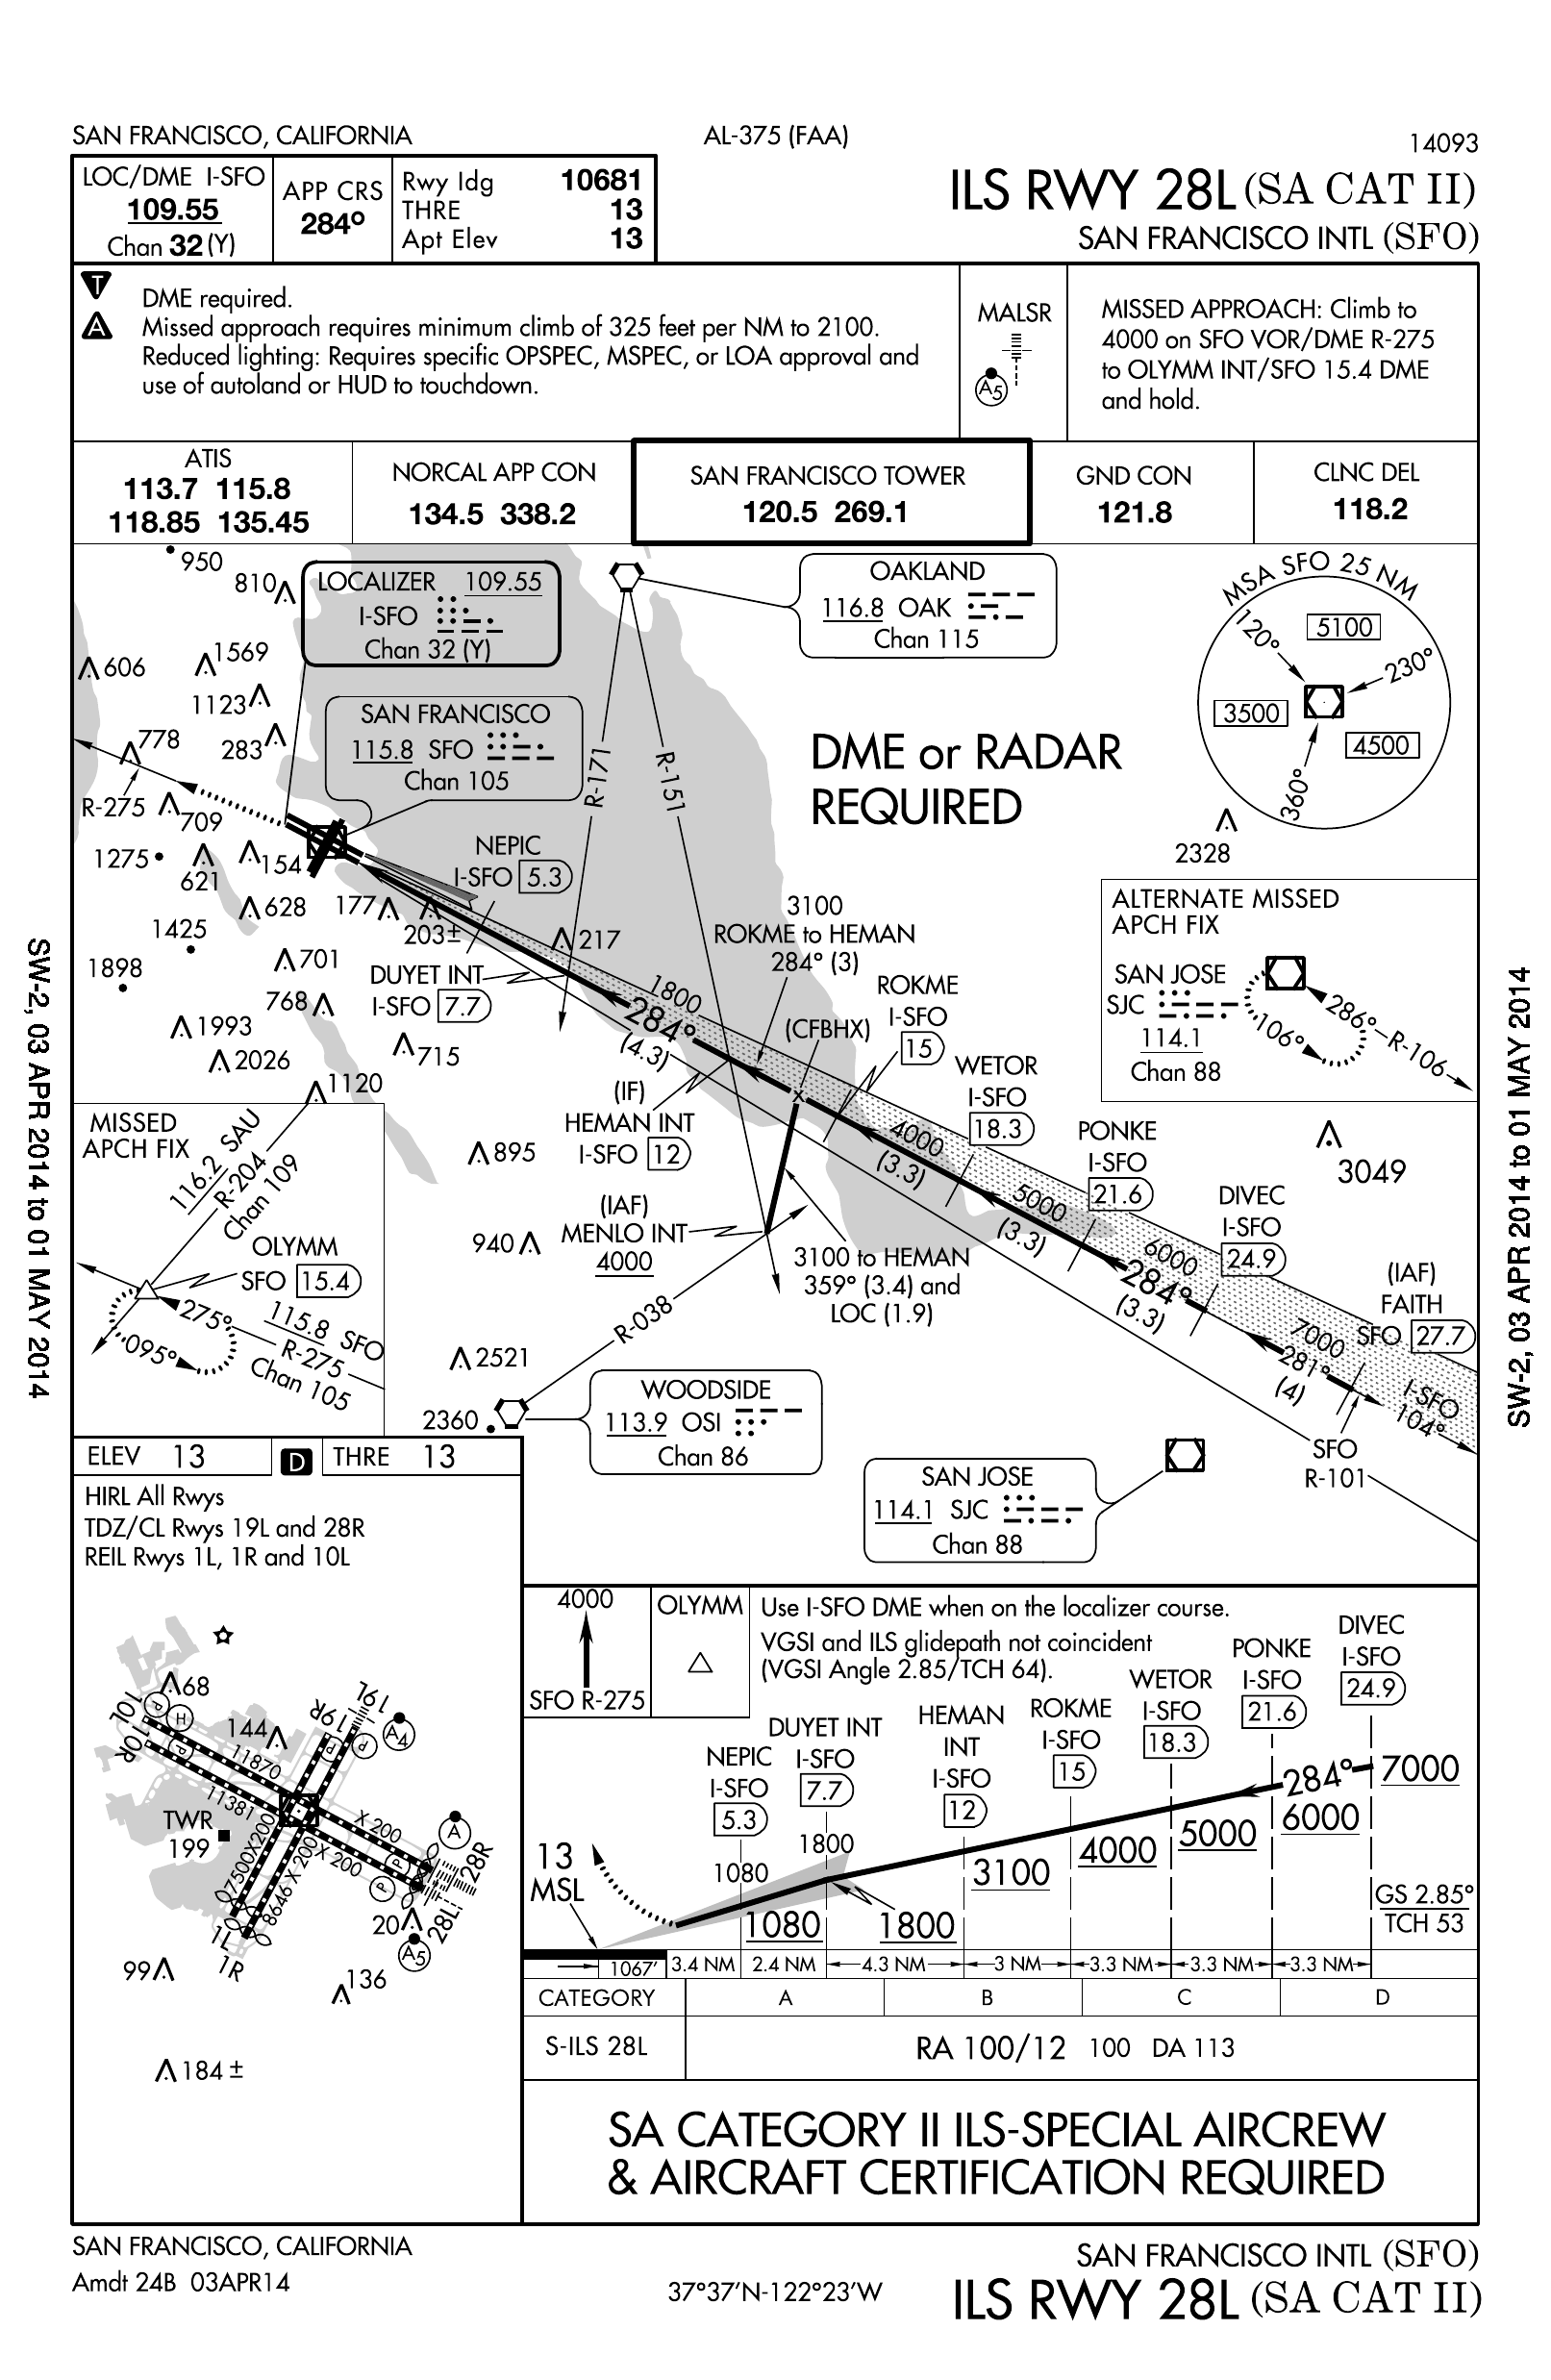 SAN FRANCISCO, CALIFORNIA
AL-375 (FAA)
14093
LOC/DME I-SFO
109.55
Chan 32 (Y)
APP CRS
284°
Rwy ldg 10681
THRE 13
Apt Elev 13
ILS RWY 28L (SA CAT II)
SAN FRANCISCO INTL (SFO)
T
A
DME required.
Missed approach requires minimum climb of 325 feet per NM to 2100.
Reduced lighting: Requires specific OPSPEC, MSPEC, or LOA approval and
use of autoland or HUD to touchdown.
MALSR
A5
MISSED APPROACH: Climb to
4000 on SFO VOR/DME R-275
to OLYMM INT/SFO 15.4 DME
and hold.
ATIS
113.7 115.8
118.85 135.45
NORCAL APP CON
134.5 338.2
SAN FRANCISCO TOWER
120.5 269.1
GND CON
121.8
CLNC DEL
118.2
950
810
LOCALIZER 109.55
I-SFO
Chan 32 (Y)
OAKLAND
116.8 OAK
Chan 115
MSA SFO 25 NM
120°
5100
230°
3500
4500
360°
606
1569
1123
283
778
SAN FRANCISCO
115.8 SFO
Chan 105
R-171
R-151
DME or RADAR
REQUIRED
R-275
709
1275
621
154
2328
NEPIC
I-SFO 5.3
628
177
203±
217
1425
1898
701
768
1993
2026
715
1120
DUYET INT
I-SFO 7.7
3100
ROKME to HEMAN
284° (3)
1800
284°
(4.3)
(CFBHX)
ROKME
I-SFO
15
WETOR
I-SFO
18.3
ALTERNATE MISSED
APCH FIX
SAN JOSE
SJC
114.1
Chan 88
106°
286°
R-106
(IF)
HEMAN INT
I-SFO 12
4000
(3.3)
PONKE
I-SFO
21.6
3049
895
940
(IAF)
MENLO INT
4000
5000
(3.3)
DIVEC
I-SFO
24.9
3100 to HEMAN
359° (3.4) and
LOC (1.9)
6000
284°
(3.3)
(IAF)
FAITH
SFO 27.7
7000
281°
(4)
I-SFO
104°
MISSED
APCH FIX
116.2 SAU
R-204
Chan 109
OLYMM
SFO 15.4
275°
095°
115.8 SFO
R-275
Chan 105
R-038
2521
2360
WOODSIDE
113.9 OSI
Chan 86
SFO
R-101
SAN JOSE
114.1 SJC
Chan 88
SW-2, 03 APR 2014 to 01 MAY 2014
SW-2, 03 APR 2014 to 01 MAY 2014
ELEV 13
D
THRE 13
HIRL All Rwys
TDZ/CL Rwys 19L and 28R
REIL Rwys 1L, 1R and 10L
68
P
H
P
10L
10R
144
11870
11381
19R
19L
P
P
A4
TWR
199
7500X200
8646 X 200
X 200
X 200
P
P
A
28R
28L
20
A5
1L
1R
99
136
184 ±
4000
SFO R-275
OLYMM
Use I-SFO DME when on the localizer course.
VGSI and ILS glidepath not coincident
(VGSI Angle 2.85/TCH 64).
DIVEC
I-SFO
24.9
PONKE
I-SFO
21.6
WETOR
I-SFO
18.3
ROKME
I-SFO
15
HEMAN
INT
I-SFO
12
DUYET INT
I-SFO
7.7
NEPIC
I-SFO
5.3
284°
7000
6000
5000
4000
3100
1800
1080
13
MSL
1080
1800
GS 2.85°
TCH 53
1067'
3.4 NM
2.4 NM
4.3 NM
3 NM
3.3 NM
3.3 NM
3.3 NM
CATEGORY A B C D
S-ILS 28L
RA 100/12 100 DA 113
SA CATEGORY II ILS-SPECIAL AIRCREW
& AIRCRAFT CERTIFICATION REQUIRED
SAN FRANCISCO, CALIFORNIA
Amdt 24B 03APR14
37°37'N-122°23'W
SAN FRANCISCO INTL (SFO)
ILS RWY 28L (SA CAT II)